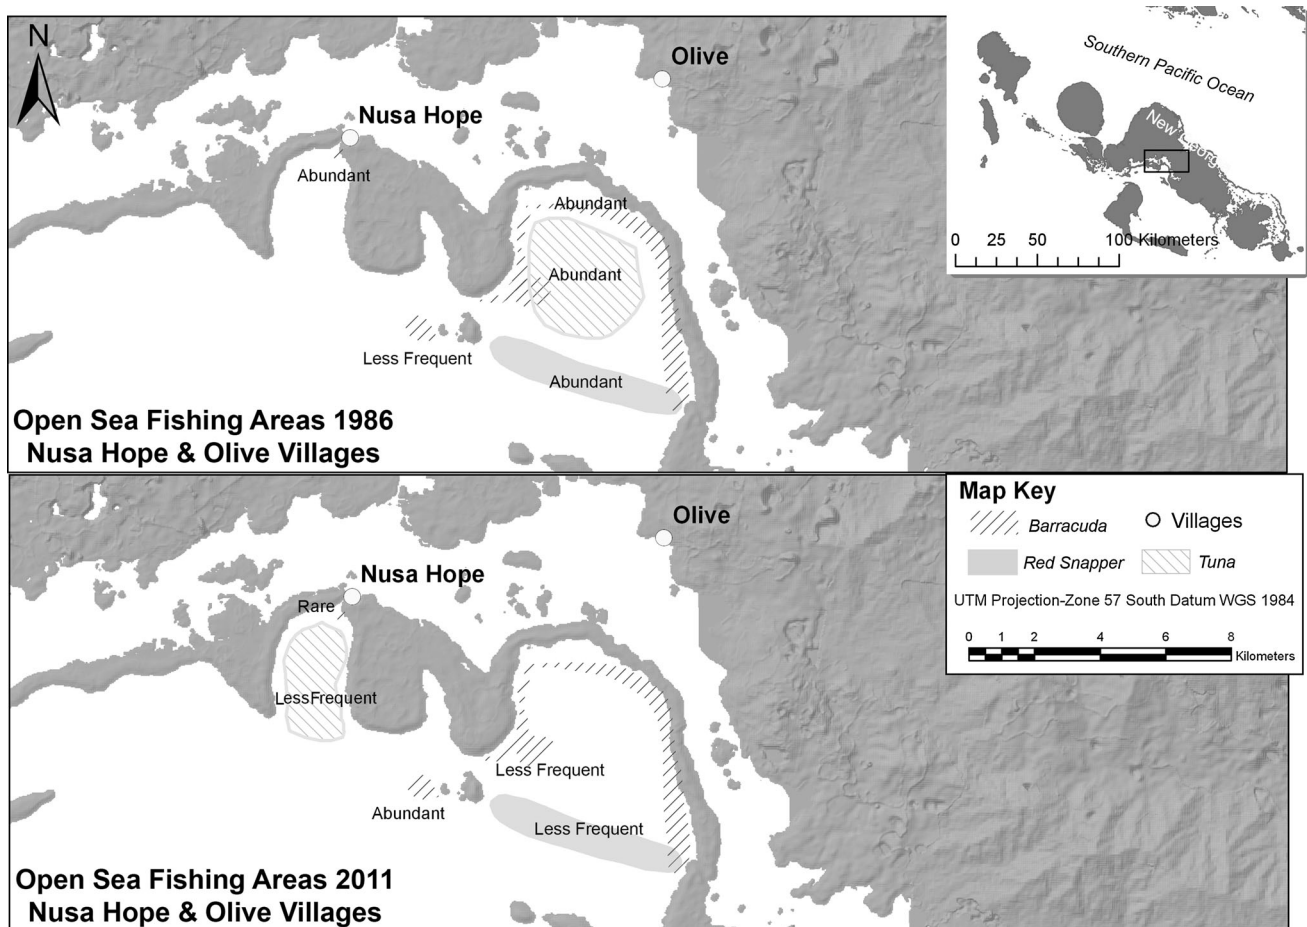 N
Olive
Nusa Hope
Abundant
Abundant
Abundant
Less Frequent
Abundant
Open Sea Fishing Areas 1986
Nusa Hope & Olive Villages
Southern Pacific Ocean
New Georg
0 25 50 100 Kilometers
Olive
Nusa Hope
Rare
LessFrequent
Less Frequent
Abundant
Less Frequent
Open Sea Fishing Areas 2011
Nusa Hope & Olive Villages
Map Key
Barracuda
Villages
Red Snapper
Tuna
UTM Projection-Zone 57 South Datum WGS 1984
0 1 2 4 6 8
Kilometers